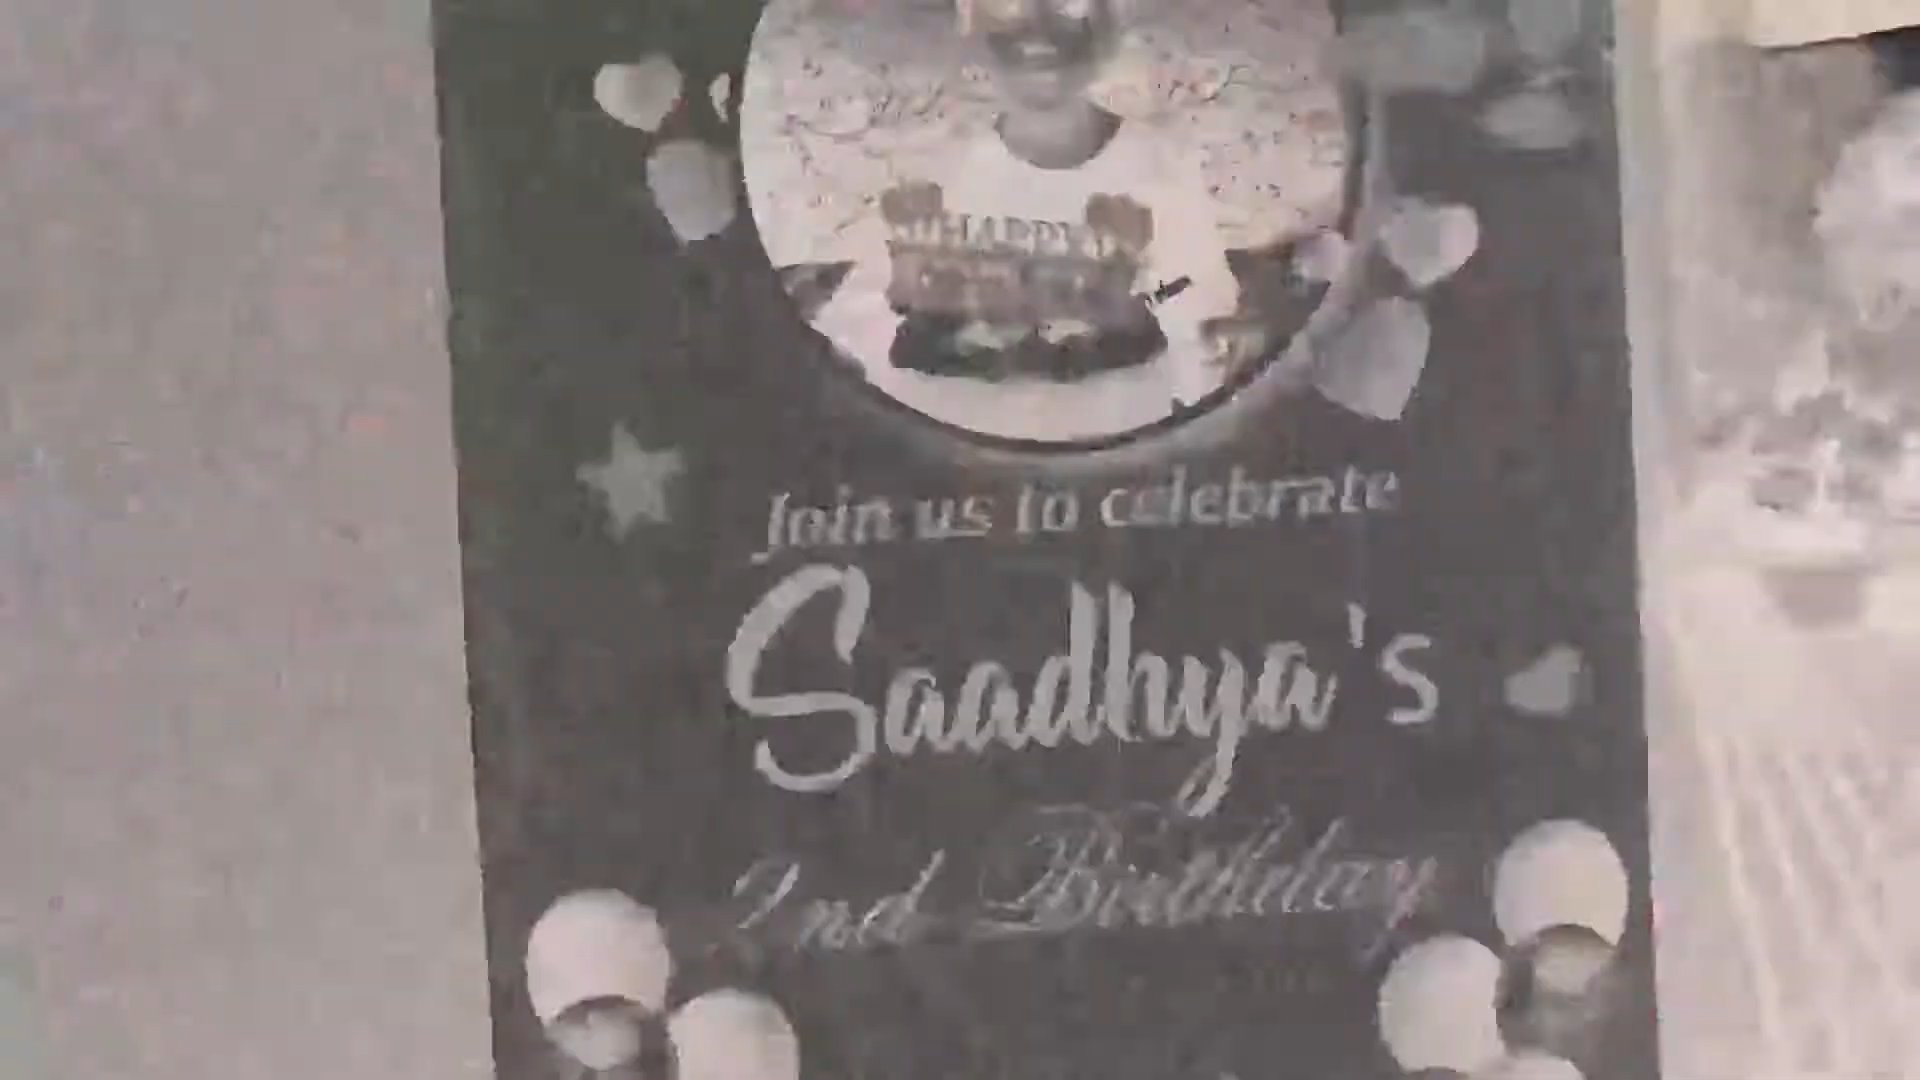 Join us to celebrate
Saadhya's
2nd Birthday